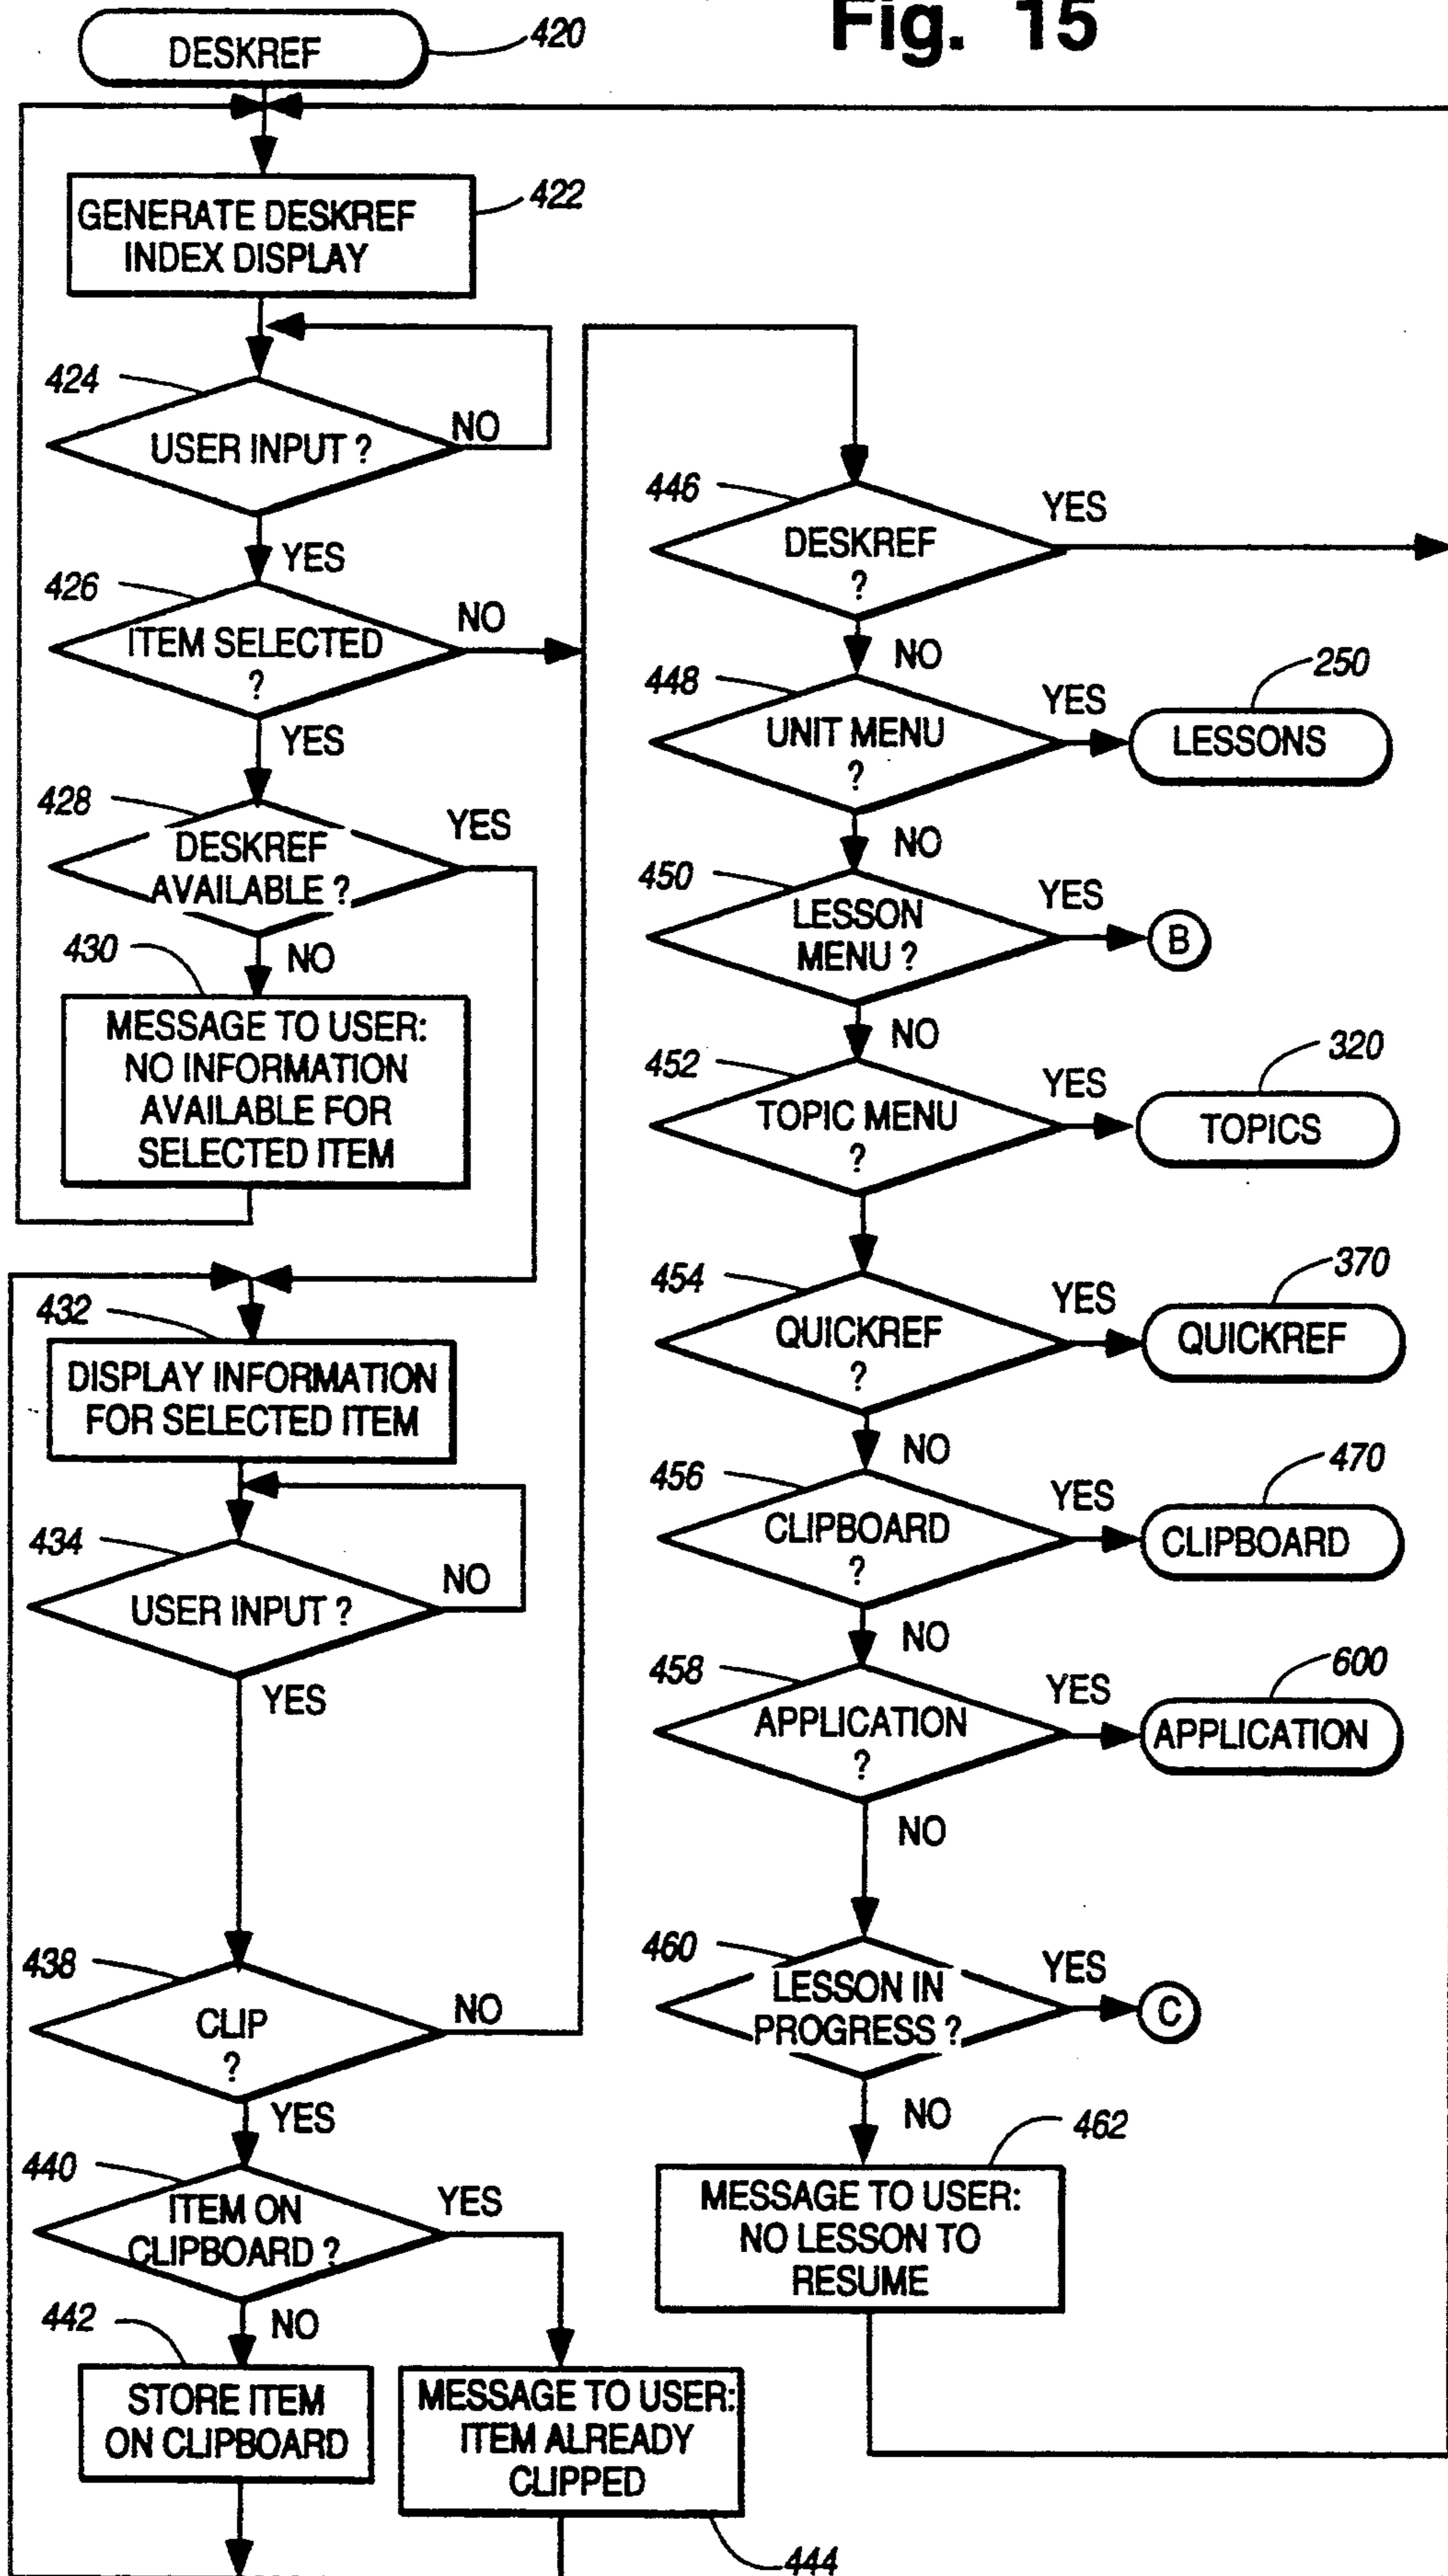 Fig. 15
DESKREF
420
GENERATE DESKREF
INDEX DISPLAY
422
424
USER INPUT ?
NO
YES
426
ITEM SELECTED
?
NO
YES
428
DESKREF
AVAILABLE ?
YES
NO
430
MESSAGE TO USER:
NO INFORMATION
AVAILABLE FOR
SELECTED ITEM
432
DISPLAY INFORMATION
FOR SELECTED ITEM
434
USER INPUT ?
NO
YES
438
CLIP
?
NO
YES
440
ITEM ON
CLIPBOARD ?
YES
NO
442
STORE ITEM
ON CLIPBOARD
MESSAGE TO USER:
ITEM ALREADY
CLIPPED
444
446
DESKREF
?
YES
NO
448
UNIT MENU
?
YES
250
LESSONS
NO
450
LESSON
MENU ?
YES
B
NO
452
TOPIC MENU
?
YES
320
TOPICS
454
QUICKREF
?
YES
370
QUICKREF
NO
456
CLIPBOARD
?
YES
470
CLIPBOARD
NO
458
APPLICATION
?
YES
600
APPLICATION
NO
460
LESSON IN
PROGRESS ?
YES
C
NO
462
MESSAGE TO USER:
NO LESSON TO
RESUME